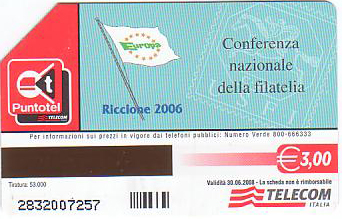 Europa
Conferenza
nazionale
della filatelia
Puntotel
TELECOM
Riccione 2006
Per informazioni sui prezzi in vigore dai telefoni pubblici: Numero Verde 800-666333
€3,00
Tiratura: 53.000
Validità 30.06.2008 - La scheda non è rimborsabile
2832007257
TELECOM
ITALIA